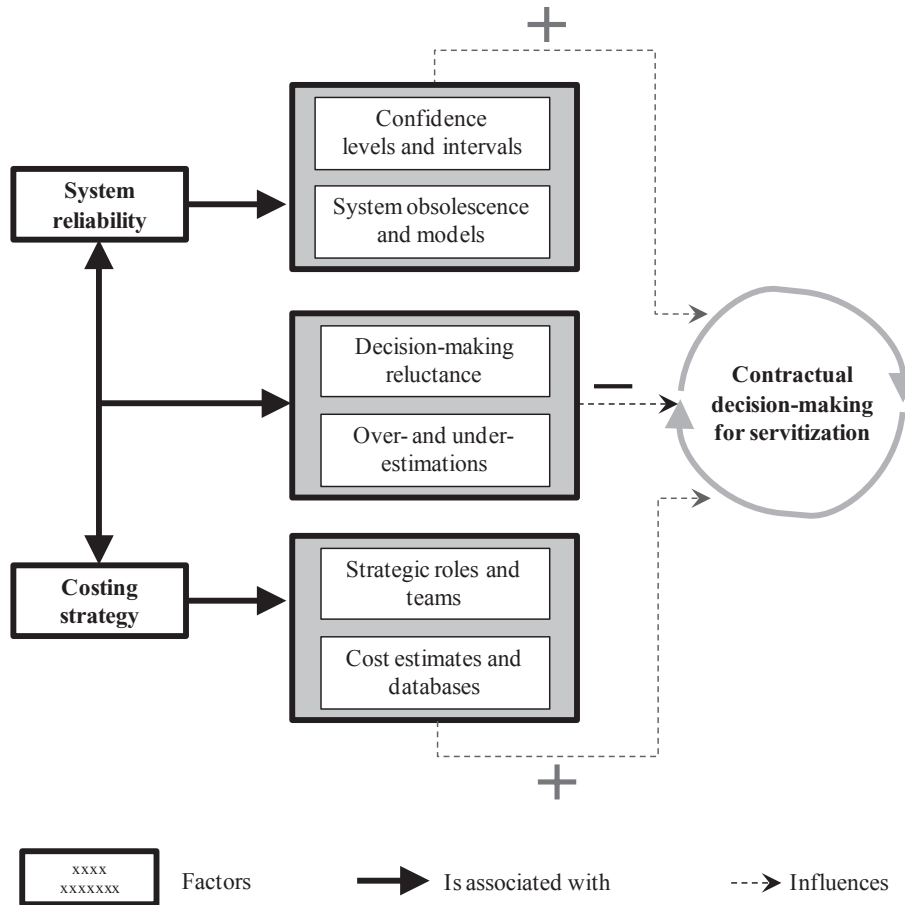 +
Confidence
levels and intervals
System
reliability
System obsolescence
and models
Decision-making
reluctance
–
Over- and under-
estimations
Contractual
decision-making
for servitization
Costing
strategy
Strategic roles and
teams
Cost estimates and
databases
+
xxxx
xxxxxxx
Factors
Is associated with
Influences